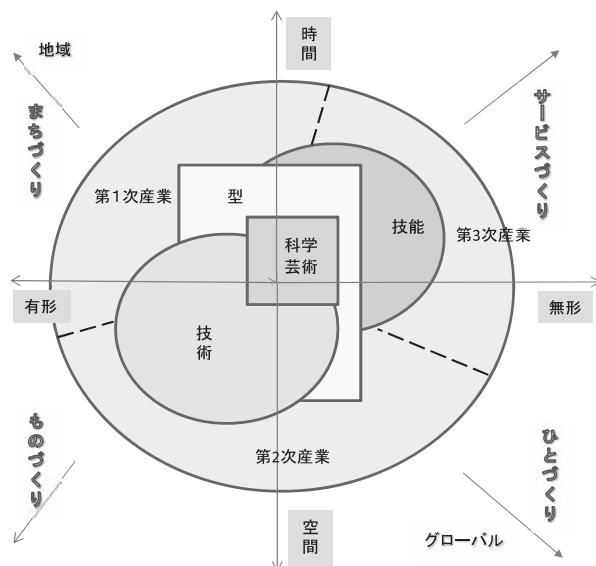 時
間
地域
まちづくり
サービスづくり
第1次産業
型
技能
第3次産業
科学
芸術
有形
無形
技
術
ものづくり
ひとづくり
第2次産業
空
間
グローバル